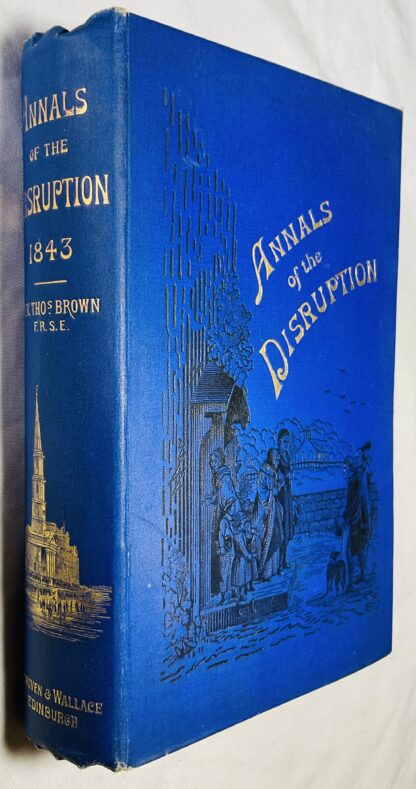 ANNALS
OF THE
DISRUPTION
1843
THOS BROWN
F.R.S.E.
& WALLACE
EDINBURGH
ANNALS
of the
DISRUPTION